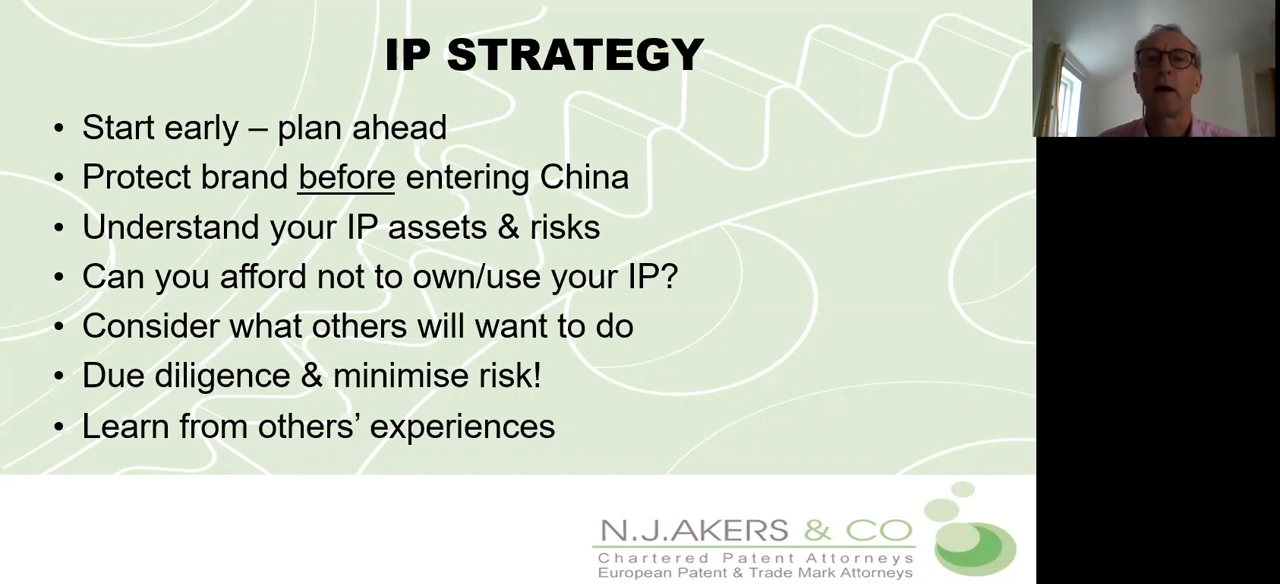 IP STRATEGY
• Start early – plan ahead
• Protect brand before entering China
• Understand your IP assets & risks
• Can you afford not to own/use your IP?
• Consider what others will want to do
• Due diligence & minimise risk!
• Learn from others’ experiences
N.J.AKERS & CO
Chartered Patent Attorneys
European Patent & Trade Mark Attorneys